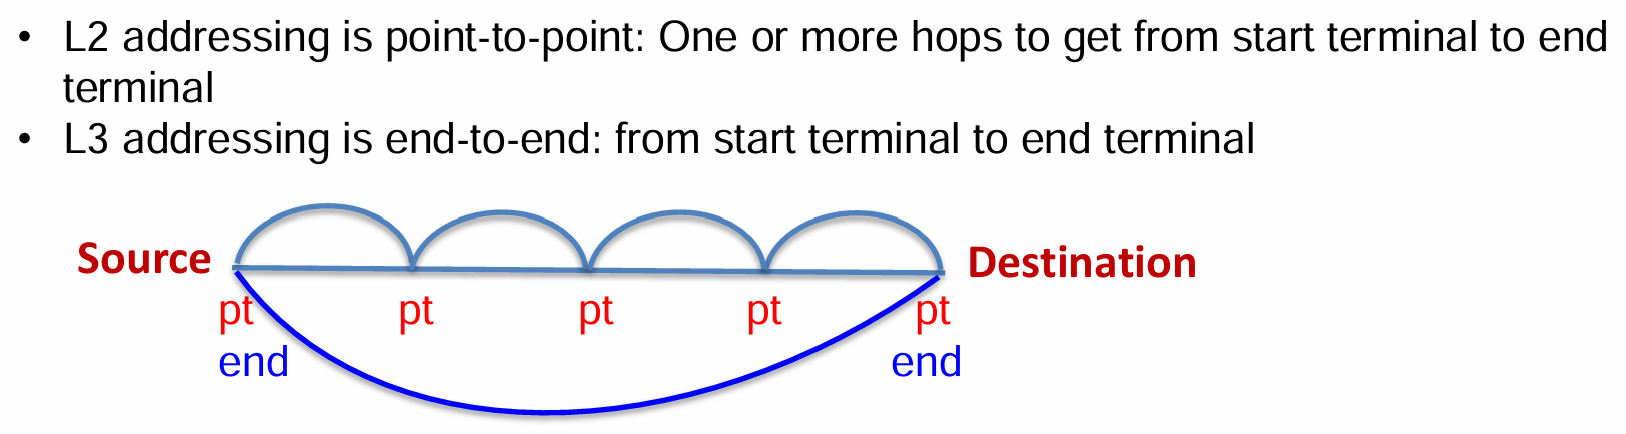 • L2 addressing is point-to-point: One or more hops to get from start terminal to end
terminal
• L3 addressing is end-to-end: from start terminal to end terminal
Source Destination
pt pt pt pt pt
end end